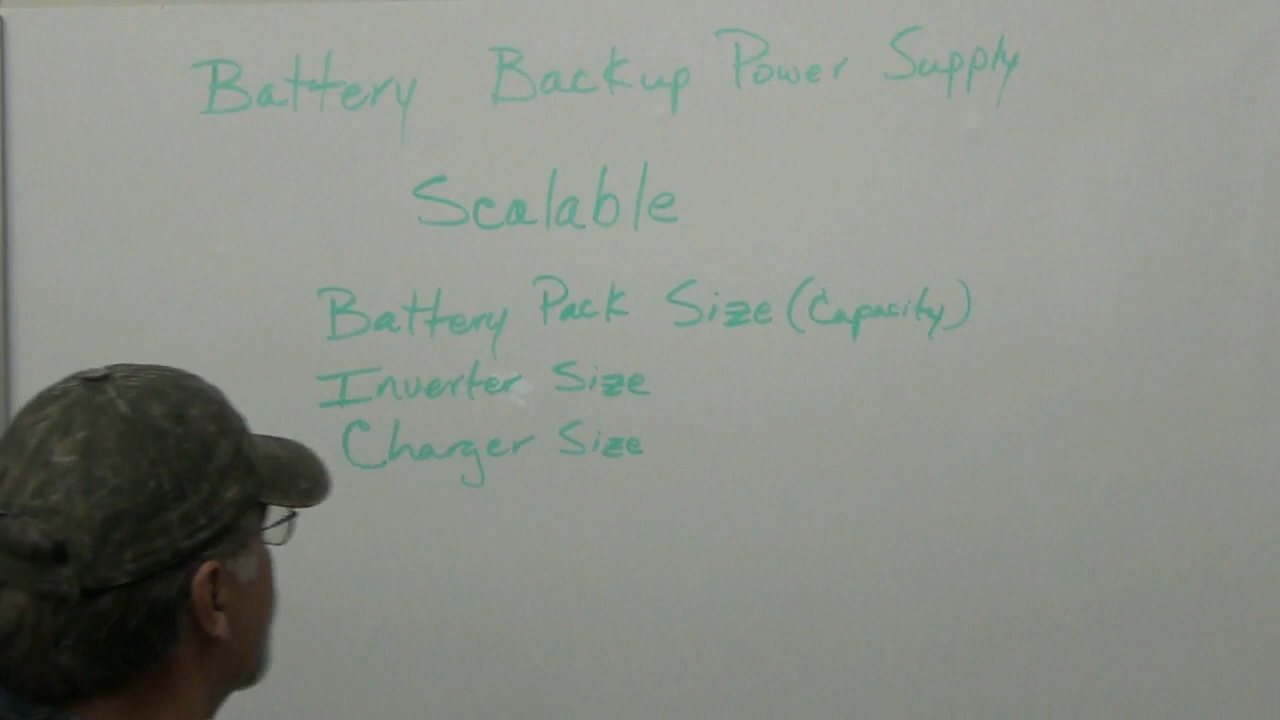 Battery Backup Power Supply
Scalable
Battery Pack Size (Capacity)
Inverter Size
Charger Size